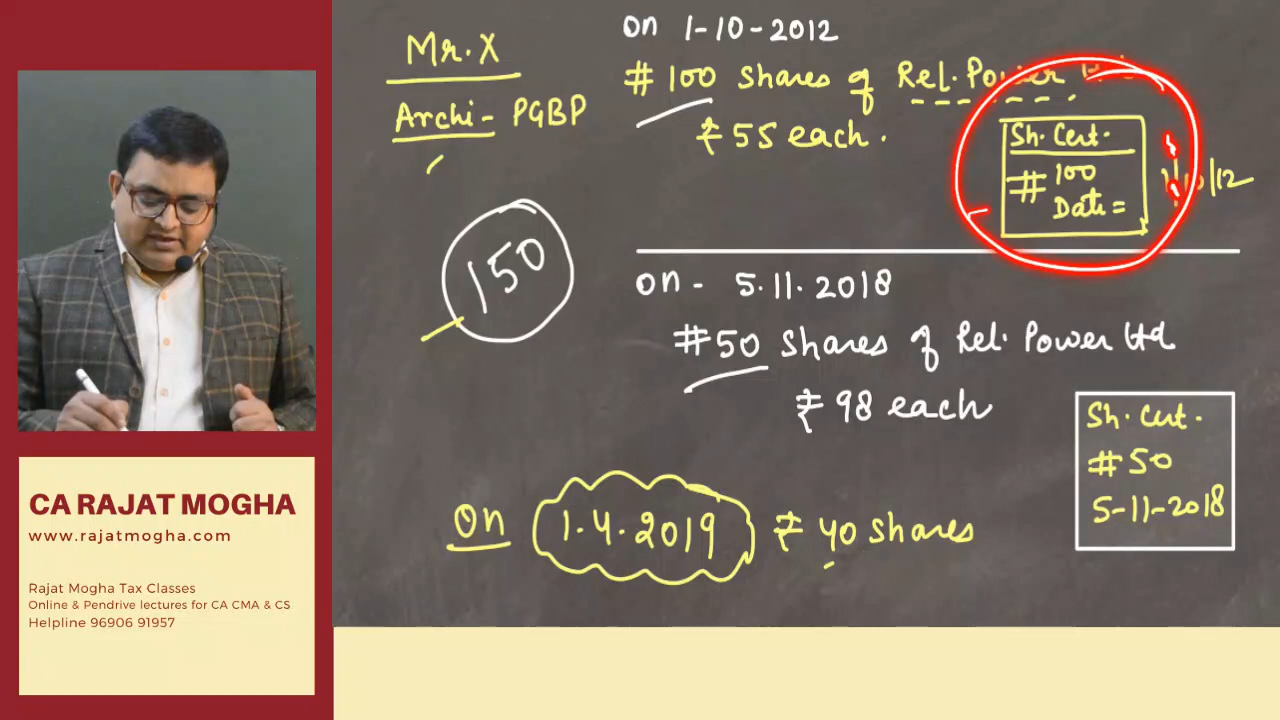 Mr. X
Archi - PGBP
on 1-10-2012
# 100 Shares of Rel. Power
₹ 55 each.
Sh. Cert.
# 100
Date =
/12
150
on - 5.11.2018
#50 Shares of Rel. Power Ltd
₹ 98 each
Sh. Cert.
# 50
5-11-2018
On 1.4.2019 ₹ 40 shares
CA RAJAT MOGHA
www.rajatmogha.com
Rajat Mogha Tax Classes
Online & Pendrive lectures for CA CMA & CS
Helpline 96906 91957